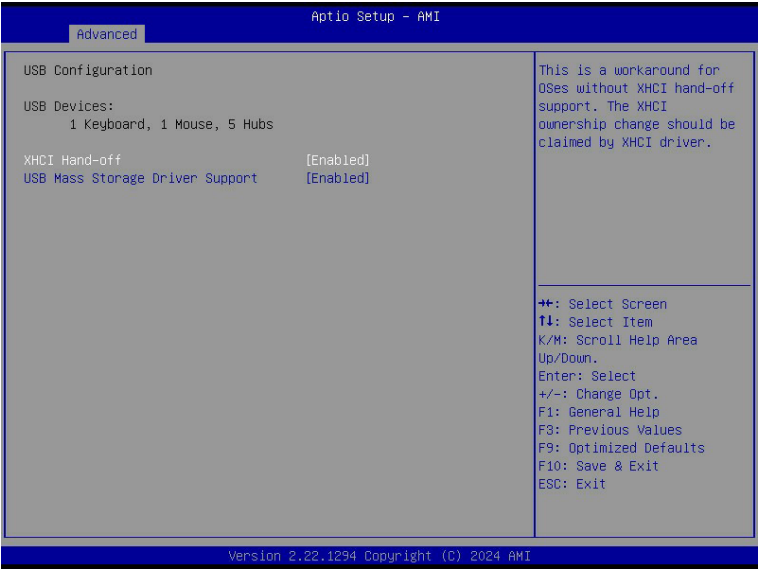 Aptio Setup – AMI
Advanced
USB Configuration
USB Devices:
1 Keyboard, 1 Mouse, 5 Hubs
XHCI Hand-off [Enabled]
USB Mass Storage Driver Support [Enabled]
This is a workaround for
OSes without XHCI hand-off
support. The XHCI
ownership change should be
claimed by XHCI driver.
→←: Select Screen
↑↓: Select Item
K/M: Scroll Help Area
Up/Down.
Enter: Select
+/-: Change Opt.
F1: General Help
F3: Previous Values
F9: Optimized Defaults
F10: Save & Exit
ESC: Exit
Version 2.22.1294 Copyright (C) 2024 AMI